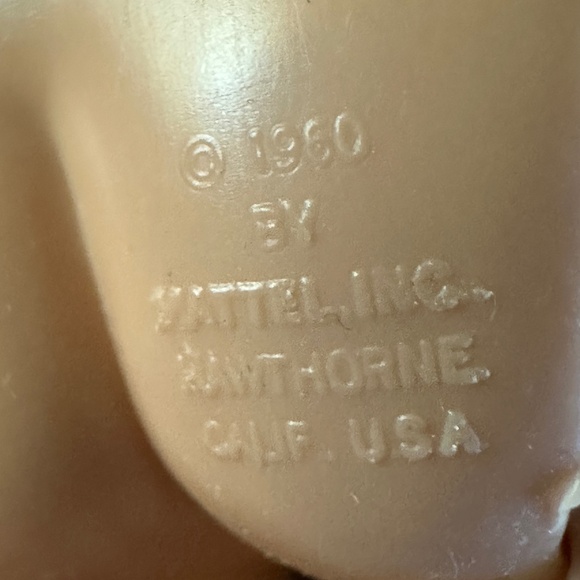 © 1960
BY
MATTEL, INC.
HAWTHORNE
CALIF. USA